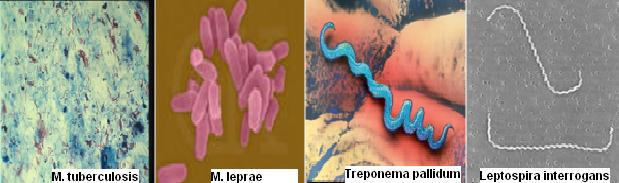 M. tuberculosis
M. leprae
Treponema pallidum
Leptospira interrogans